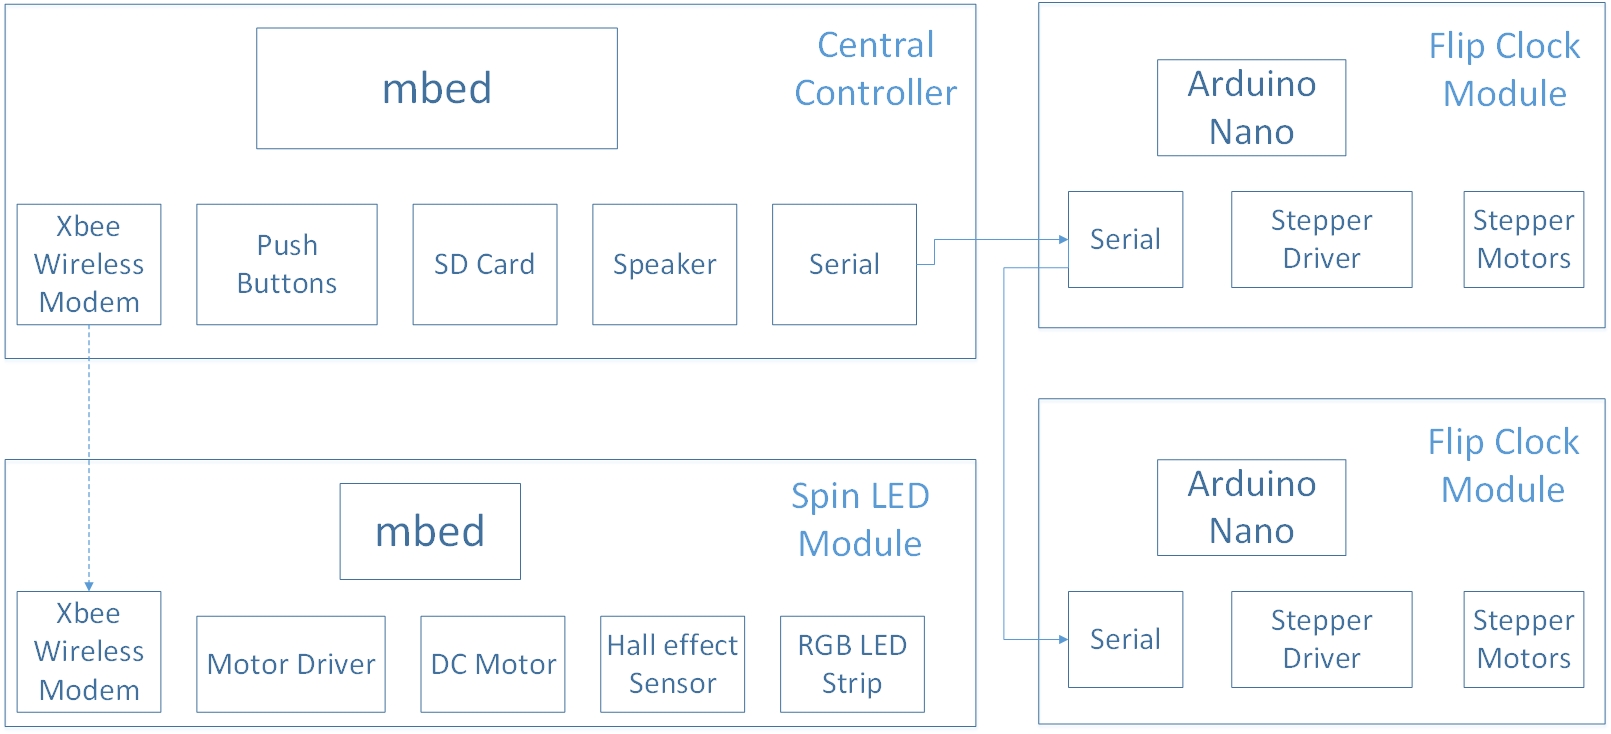 Central
Controller
mbed
Xbee
Wireless
Modem
Push
Buttons
SD Card
Speaker
Serial
Flip Clock
Module
Arduino
Nano
Serial
Stepper
Driver
Stepper
Motors
Spin LED
Module
mbed
Xbee
Wireless
Modem
Motor Driver
DC Motor
Hall effect
Sensor
RGB LED
Strip
Flip Clock
Module
Arduino
Nano
Serial
Stepper
Driver
Stepper
Motors